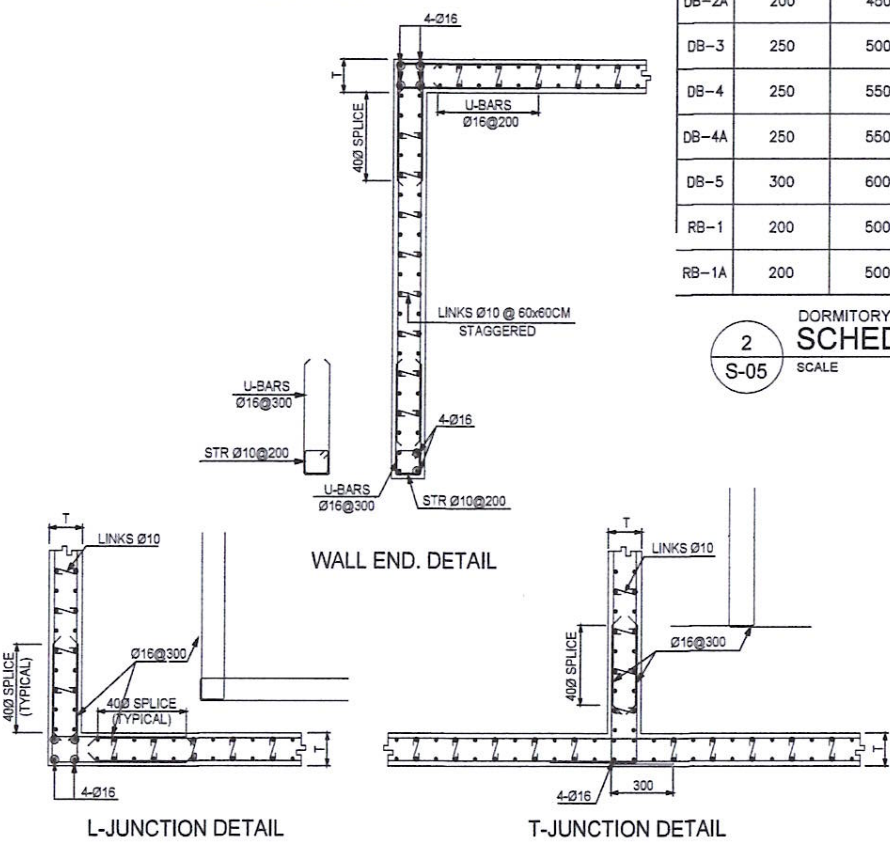 4-Ø16
T
U-BARS
Ø16@200
40Ø SPLICE
LINKS Ø10 @ 60x60CM
STAGGERED
U-BARS
Ø16@300
STR Ø10@200
4-Ø16
U-BARS
Ø16@300
STR Ø10@200
WALL END. DETAIL
DB-2A 200 450
DB-3 250 500
DB-4 250 550
DB-4A 250 550
DB-5 300 600
RB-1 200 500
RB-1A 200 500
2
S-05
DORMITORY
SCHED
SCALE
T
LINKS Ø10
40Ø SPLICE
(TYPICAL)
Ø16@300
40Ø SPLICE
(TYPICAL)
T
4-Ø16
L-JUNCTION DETAIL
T
LINKS Ø10
40Ø SPLICE
Ø16@300
T
4-Ø16
300
T-JUNCTION DETAIL